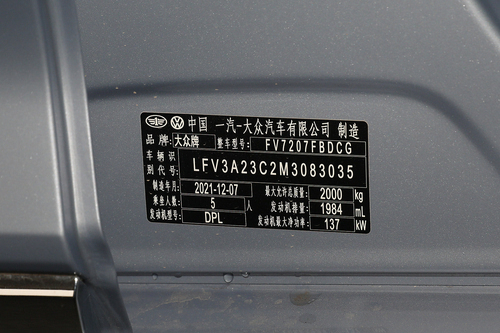 中国 一汽-大众汽车有限公司 制造
品牌: 大众牌 整车型号: FV7207FBDCG
车辆识别代号: LFV3A23C2M3083035
制造年月 2021-12-07 最大允许总质量: 2000 kg
乘坐人数: 5 人 发动机排量: 1984 mL
发动机型号: DPL 发动机最大净功率: 137 kW